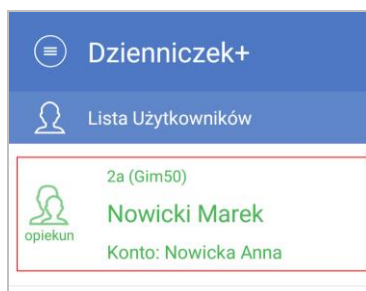 Dzienniczek+
Lista Użytkowników
2a (Gim50)
Nowicki Marek
opiekun
Konto: Nowicka Anna